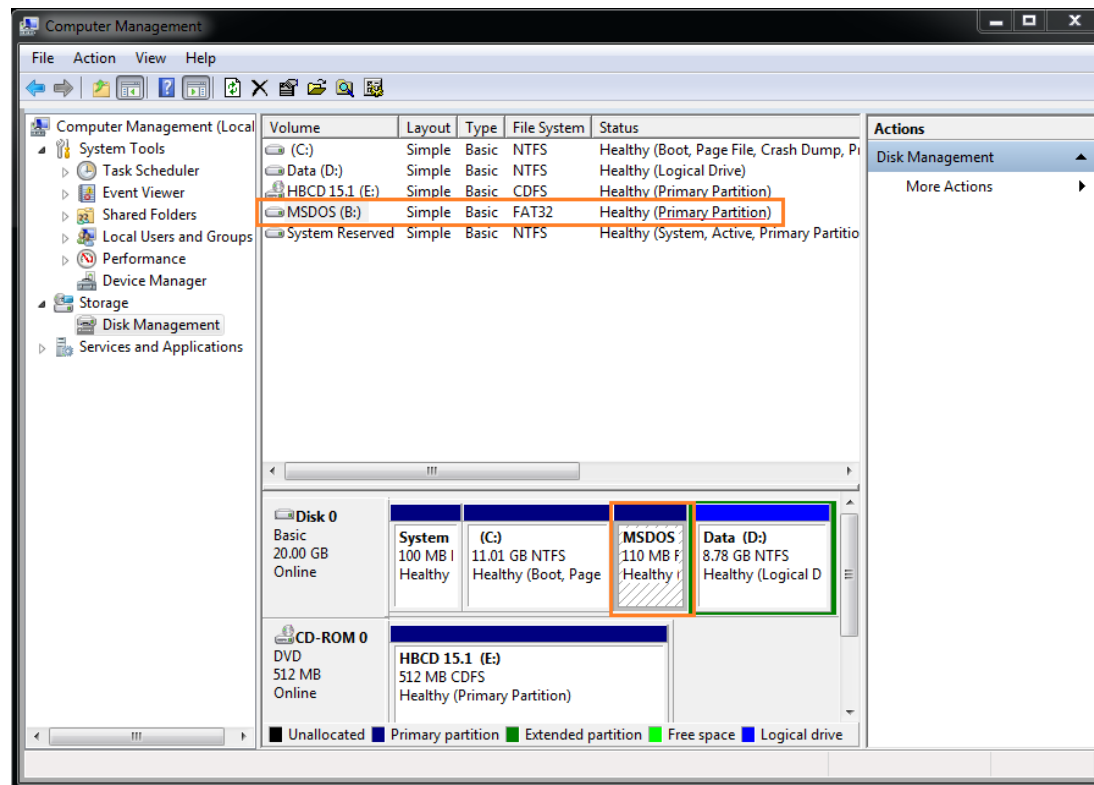 Computer Management
File Action View Help
Computer Management (Local
System Tools
Task Scheduler
Event Viewer
Shared Folders
Local Users and Groups
Performance
Device Manager
Storage
Disk Management
Services and Applications
Volume Layout Type File System Status
(C:) Simple Basic NTFS Healthy (Boot, Page File, Crash Dump, Pr
Data (D:) Simple Basic NTFS Healthy (Logical Drive)
HBCD 15.1 (E:) Simple Basic CDFS Healthy (Primary Partition)
MSDOS (B:) Simple Basic FAT32 Healthy (Primary Partition)
System Reserved Simple Basic NTFS Healthy (System, Active, Primary Partitio
Disk 0
Basic
20.00 GB
Online
System
100 MB
Healthy
(C:)
11.01 GB NTFS
Healthy (Boot, Page
MSDOS
110 MB F
Healthy (
Data (D:)
8.78 GB NTFS
Healthy (Logical D
CD-ROM 0
DVD
512 MB
Online
HBCD 15.1 (E:)
512 MB CDFS
Healthy (Primary Partition)
Unallocated Primary partition Extended partition Free space Logical drive
Actions
Disk Management
More Actions